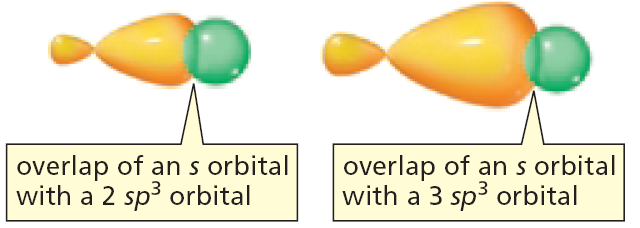 overlap of an s orbital
with a 2 sp³ orbital
overlap of an s orbital
with a 3 sp³ orbital